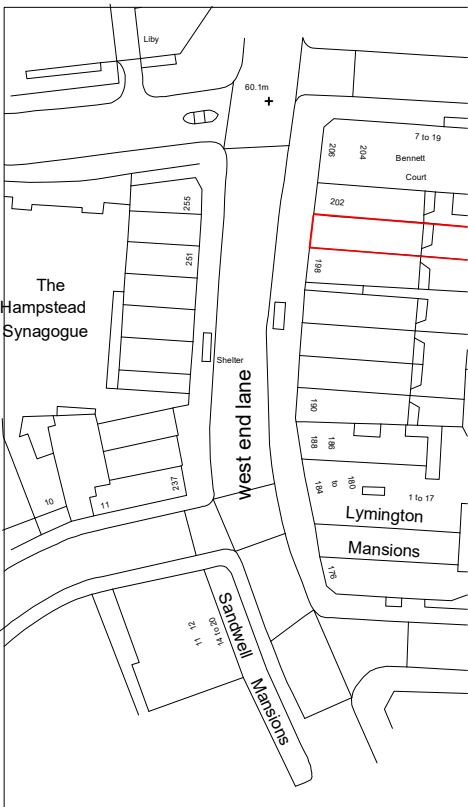 Liby
60.1m
7 to 19
206
204
Bennett
Court
202
255
251
198
The
Hampstead
Synagogue
Shelter
west end lane
190
188
186
to
184
180
1 to 17
Lymington
Mansions
237
10
11
176
Sandwell
Mansions
12
11
14 to 20